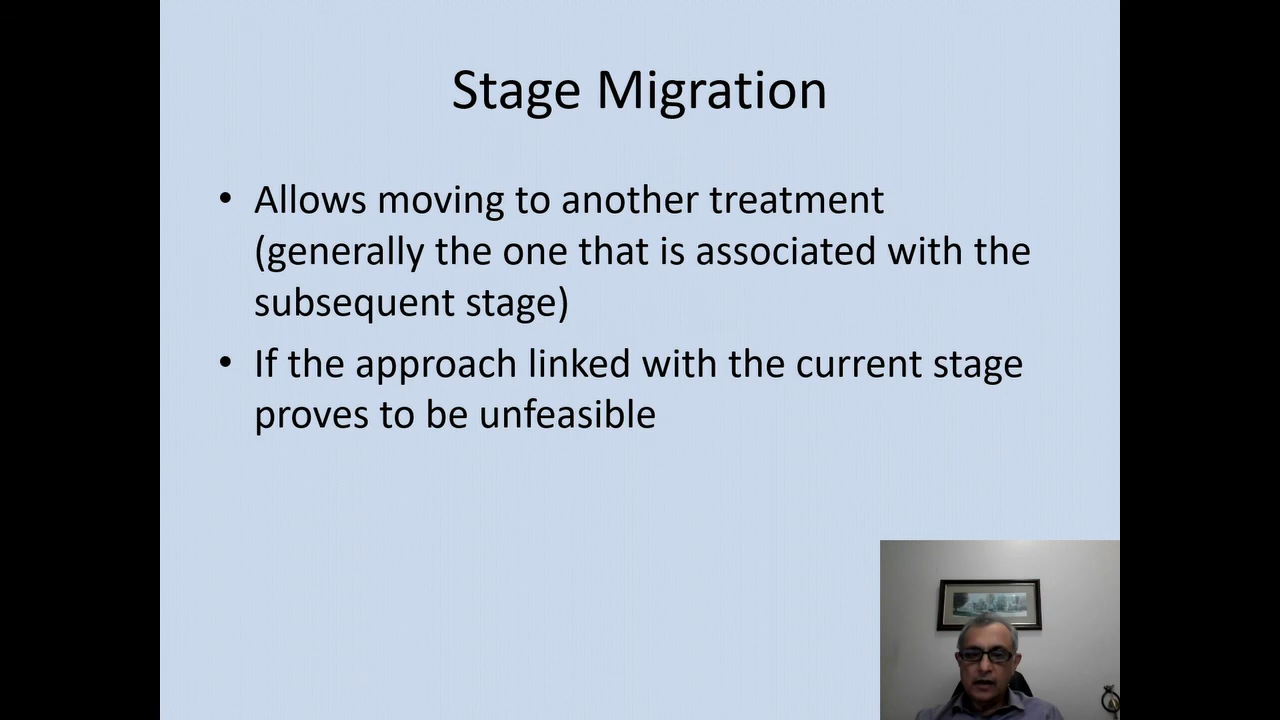 Stage Migration
• Allows moving to another treatment
(generally the one that is associated with the
subsequent stage)
• If the approach linked with the current stage
proves to be unfeasible